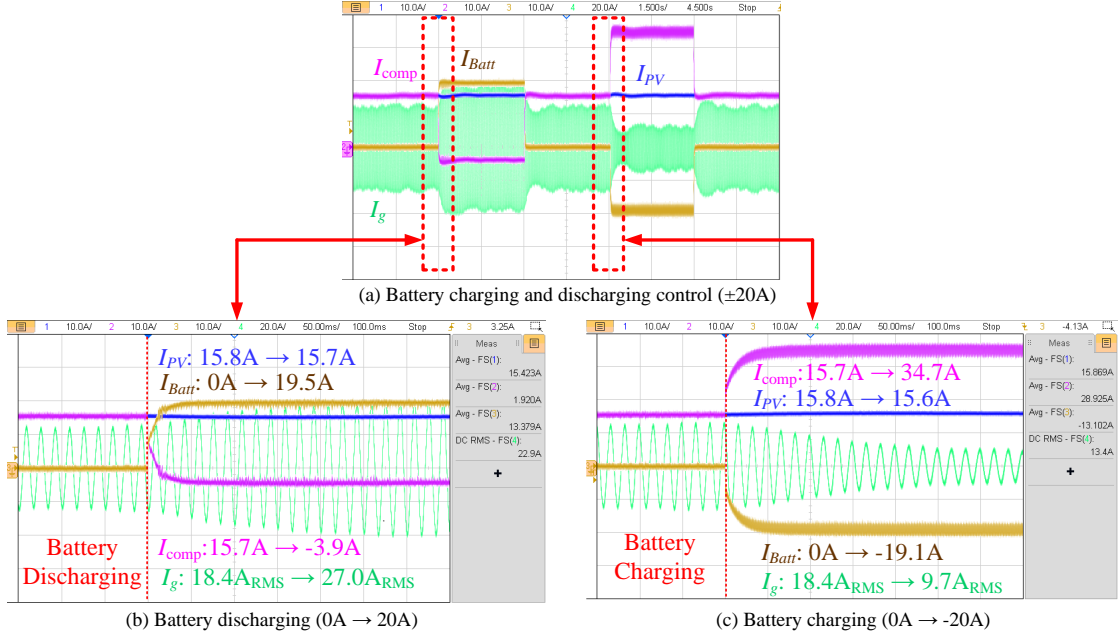 1 10.0A/ 2 10.0A/ 3 10.0A/ 4 20.0A/ 1.500s/ 4.500s Stop
I_comp
I_Batt
I_PV
I_g
(a) Battery charging and discharging control (±20A)
1 10.0A/ 2 10.0A/ 3 10.0A/ 4 20.0A/ 50.00ms/ 100.0ms Stop 3 3.25A
I_PV: 15.8A → 15.7A
I_Batt: 0A → 19.5A
Battery
Discharging
I_comp:15.7A → -3.9A
I_g: 18.4A_RMS → 27.0A_RMS
Meas
Avg - FS(1):
15.423A
Avg - FS(2):
1.920A
Avg - FS(3):
13.379A
DC RMS - FS(4):
22.9A
(b) Battery discharging (0A → 20A)
1 10.0A/ 2 10.0A/ 3 10.0A/ 4 20.0A/ 50.00ms/ 100.0ms Stop 3 -4.13A
I_comp:15.7A → 34.7A
I_PV: 15.8A → 15.6A
Battery
Charging
I_Batt: 0A → -19.1A
I_g: 18.4A_RMS → 9.7A_RMS
Meas
Avg - FS(1):
15.869A
Avg - FS(2):
28.925A
Avg - FS(3):
-13.102A
DC RMS - FS(4):
13.4A
(c) Battery charging (0A → -20A)